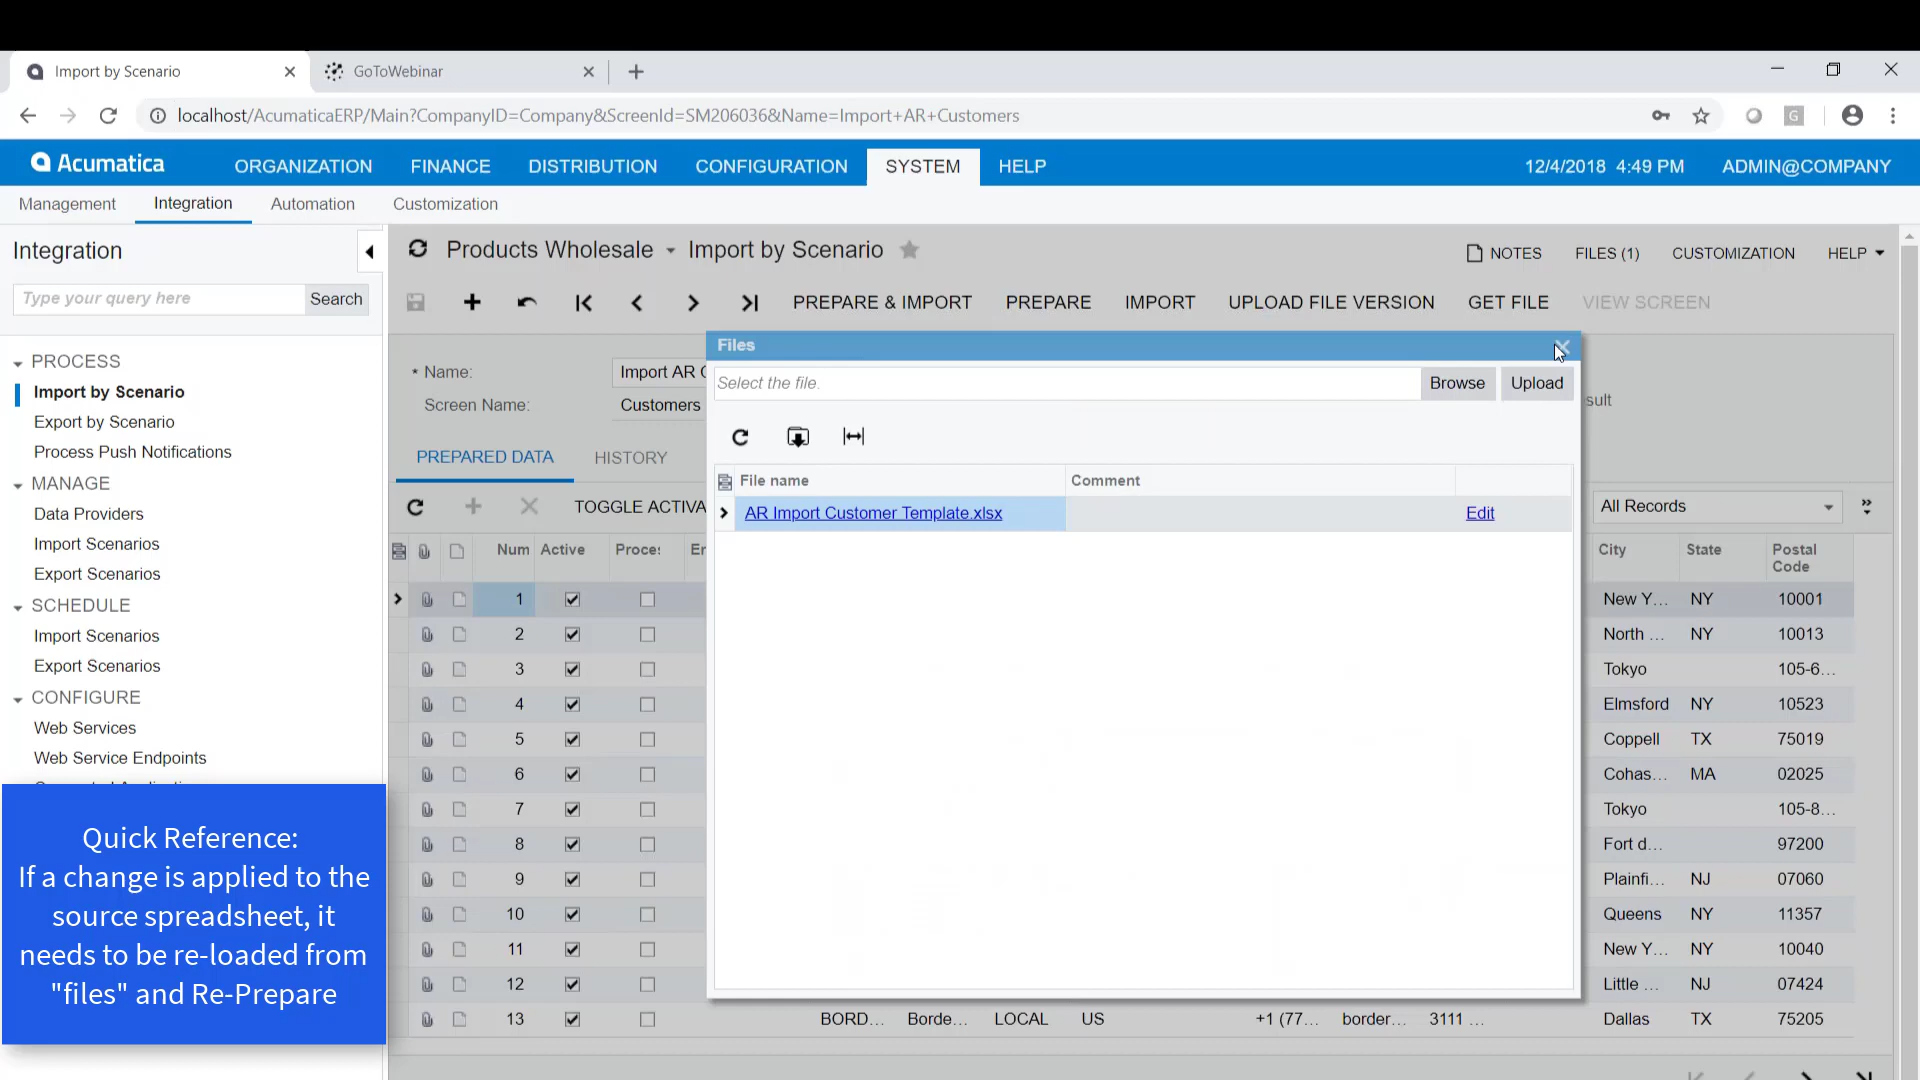 Import by Scenario
GoToWebinar
localhost/AcumaticaERP/Main?CompanyID=Company&ScreenId=SM206036&Name=Import+AR+Customers
G
Acumatica
ORGANIZATION FINANCE DISTRIBUTION CONFIGURATION SYSTEM HELP
12/4/2018 4:49 PM ADMIN@COMPANY
Management Integration Automation Customization
Integration
Type your query here
Search
PROCESS
Import by Scenario
Export by Scenario
Process Push Notifications
MANAGE
Data Providers
Import Scenarios
Export Scenarios
SCHEDULE
Import Scenarios
Export Scenarios
CONFIGURE
Web Services
Web Service Endpoints
Quick Reference:
If a change is applied to the
source spreadsheet, it
needs to be re-loaded from
"files" and Re-Prepare
Products Wholesale Import by Scenario
NOTES FILES (1) CUSTOMIZATION HELP
PREPARE & IMPORT PREPARE IMPORT UPLOAD FILE VERSION GET FILE VIEW SCREEN
* Name: Import AR
Screen Name: Customers
sult
PREPARED DATA HISTORY
TOGGLE ACTIVA
All Records
Files
Select the file.
Browse Upload
File name Comment
AR Import Customer Template.xlsx Edit
Num Active Proce: Er City State Postal Code
1 New Y... NY 10001
2 North ... NY 10013
3 Tokyo 105-6...
4 Elmsford NY 10523
5 Coppell TX 75019
6 Cohas... MA 02025
7 Tokyo 105-8...
8 Fort d... 97200
9 Plainfi... NJ 07060
10 Queens NY 11357
11 New Y... NY 10040
12 Little ... NJ 07424
13 BORD... Borde... LOCAL US +1 (77... border... 3111 ... Dallas TX 75205